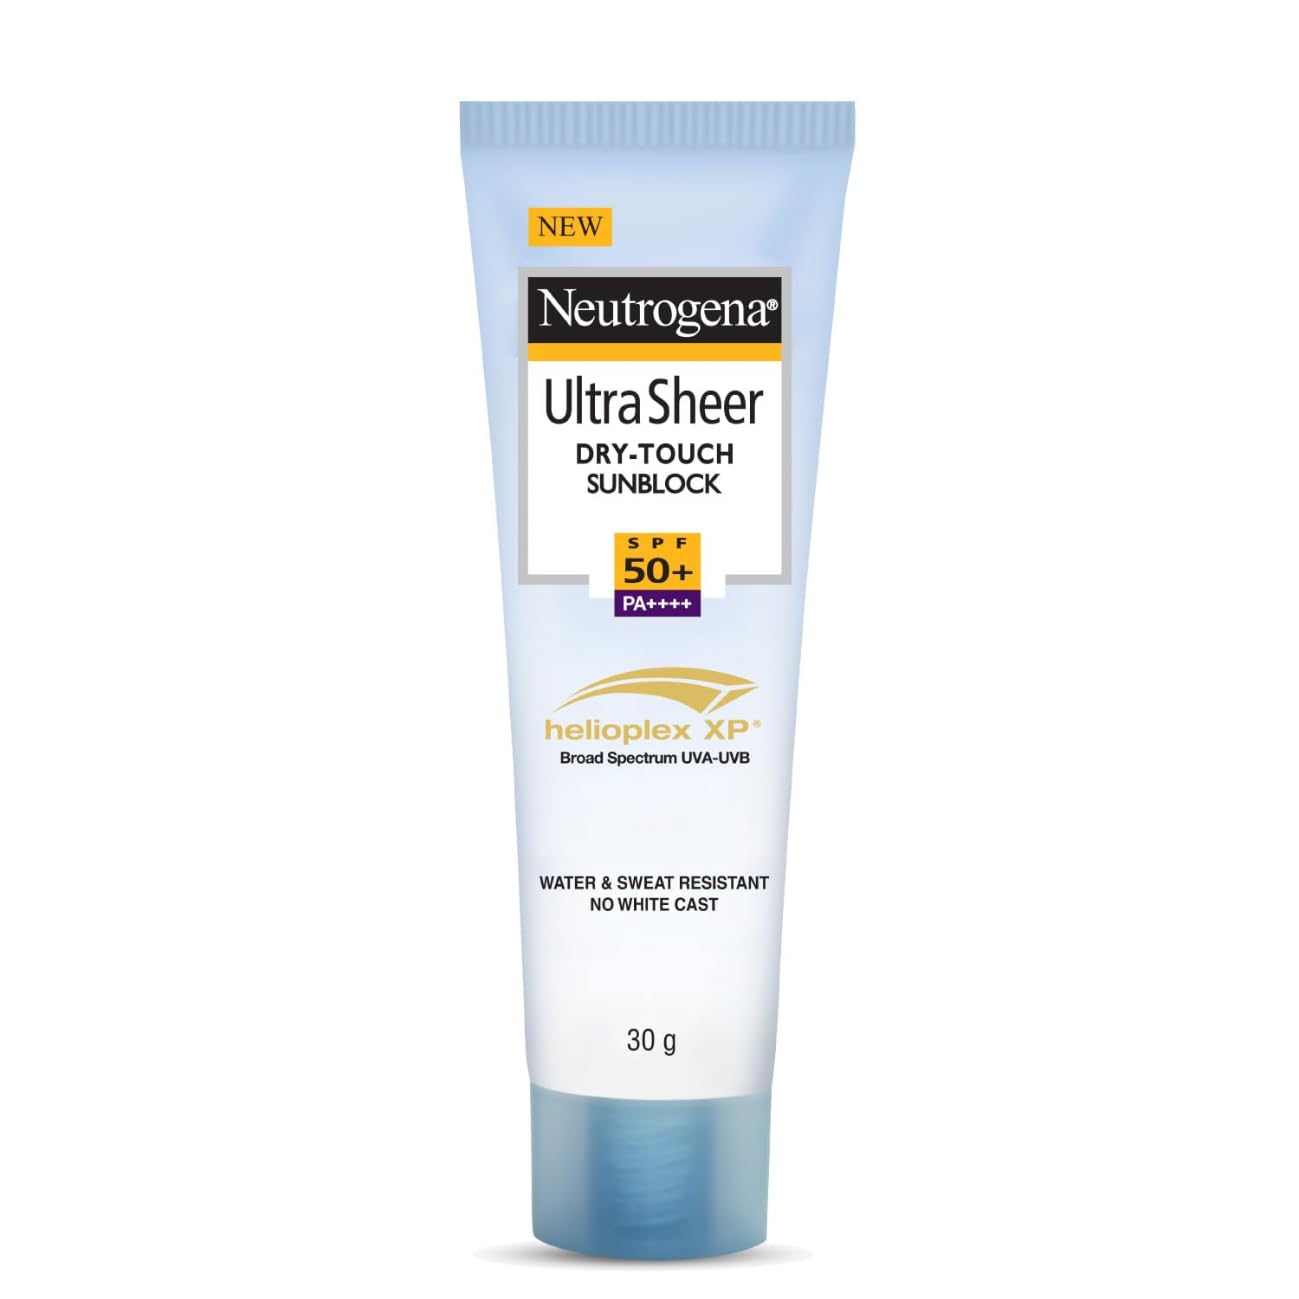 NEW
Neutrogena®
Ultra Sheer
DRY-TOUCH
SUNBLOCK
SPF
50+
PA++++
helioplex XP®
Broad Spectrum UVA-UVB
WATER & SWEAT RESISTANT
NO WHITE CAST
30 g